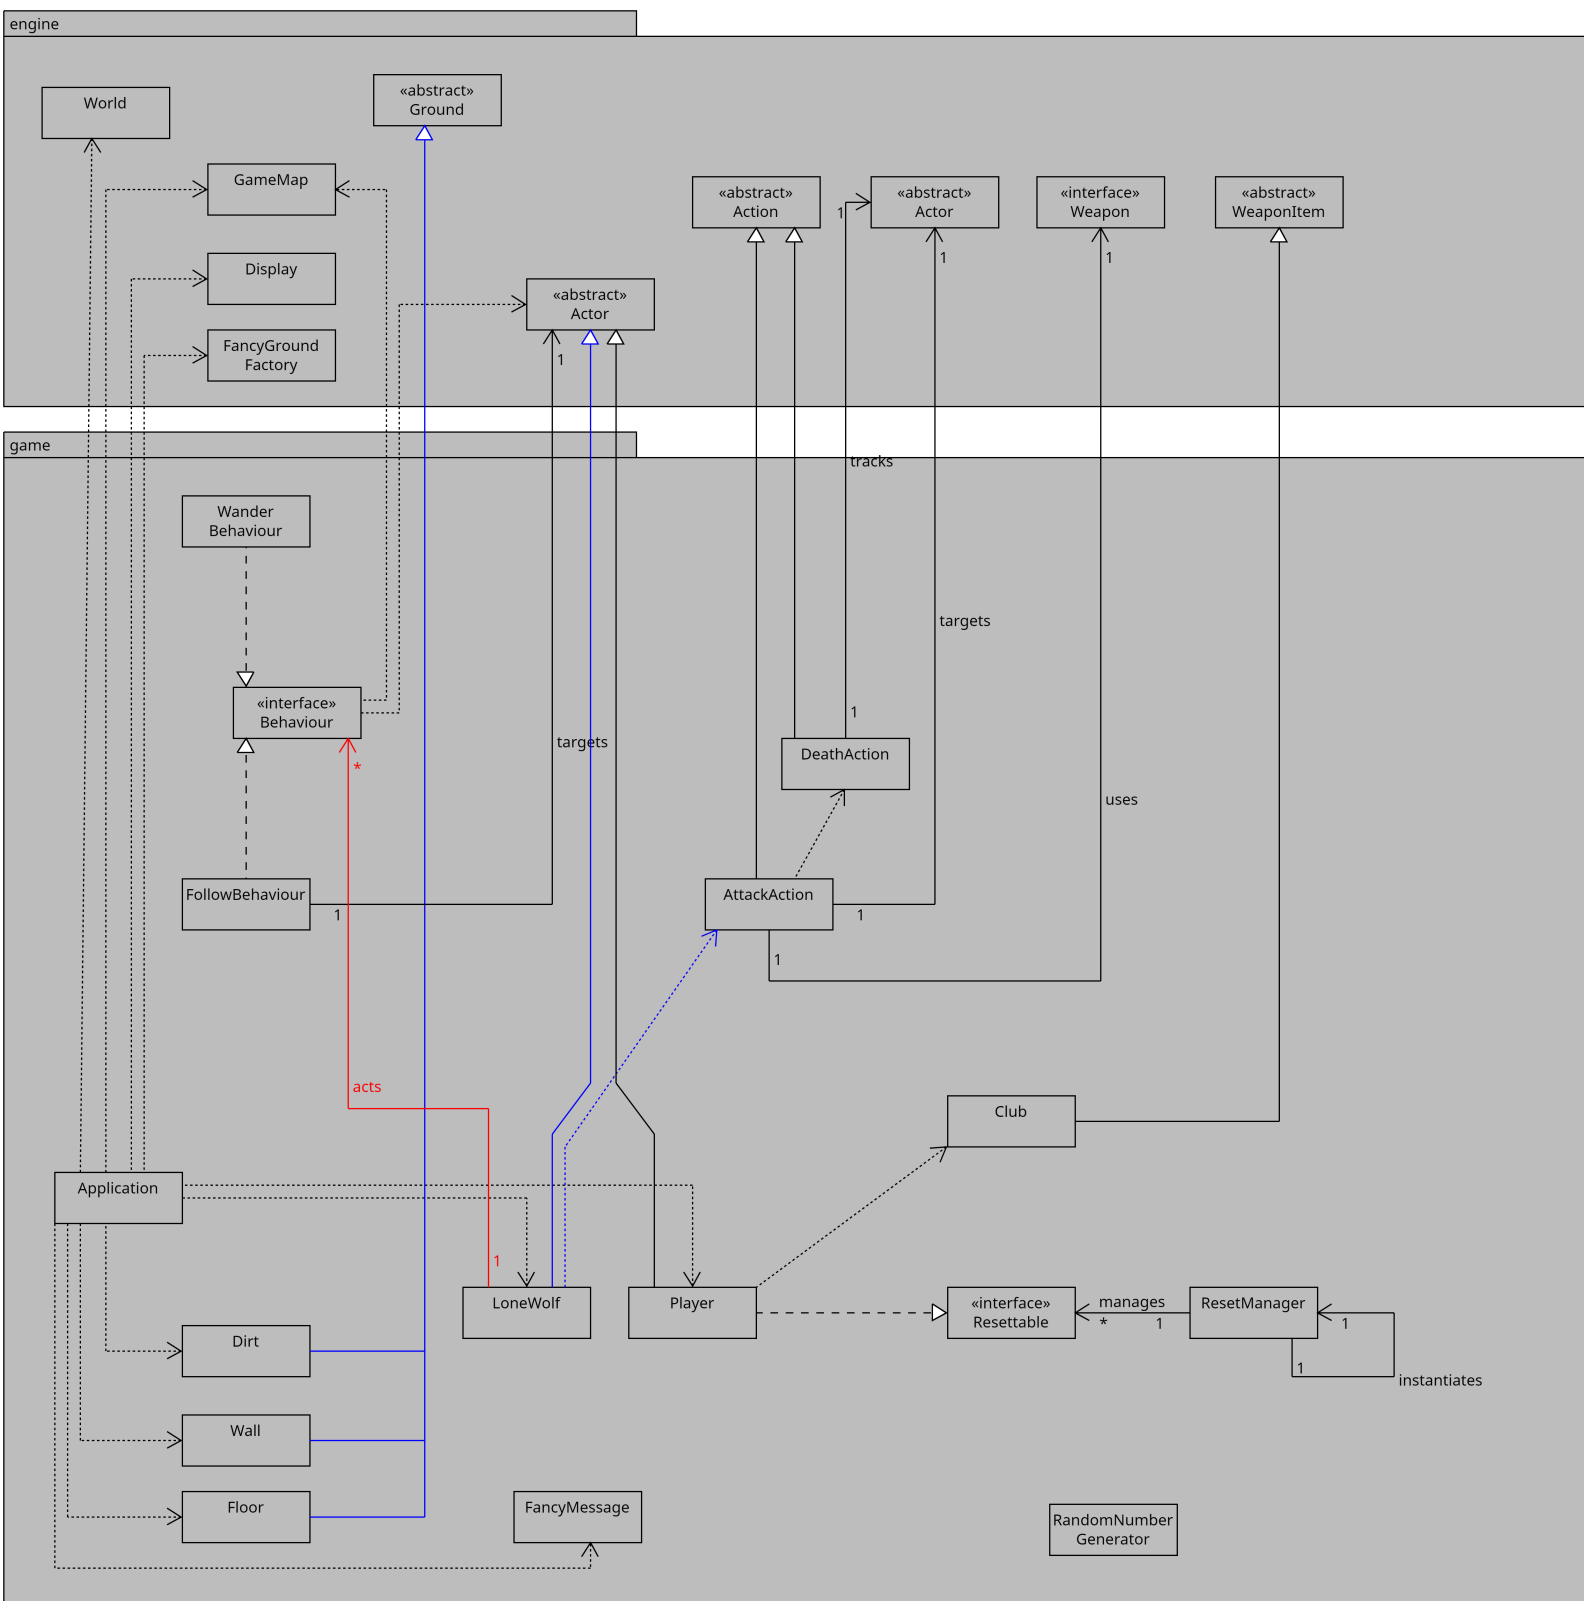 engine
World
«abstract»
Ground
GameMap
«abstract»
Action
1
«abstract»
Actor
«interface»
Weapon
«abstract»
WeaponItem
Display
1
1
«abstract»
Actor
FancyGround
Factory
1
game
tracks
Wander
Behaviour
targets
«interface»
Behaviour
1
targets
DeathAction
*
uses
FollowBehaviour
1
AttackAction
1
1
acts
Club
Application
1
LoneWolf
Player
«interface»
Resettable
manages
*
1
ResetManager
1
1
instantiates
Dirt
Wall
Floor
FancyMessage
RandomNumber
Generator